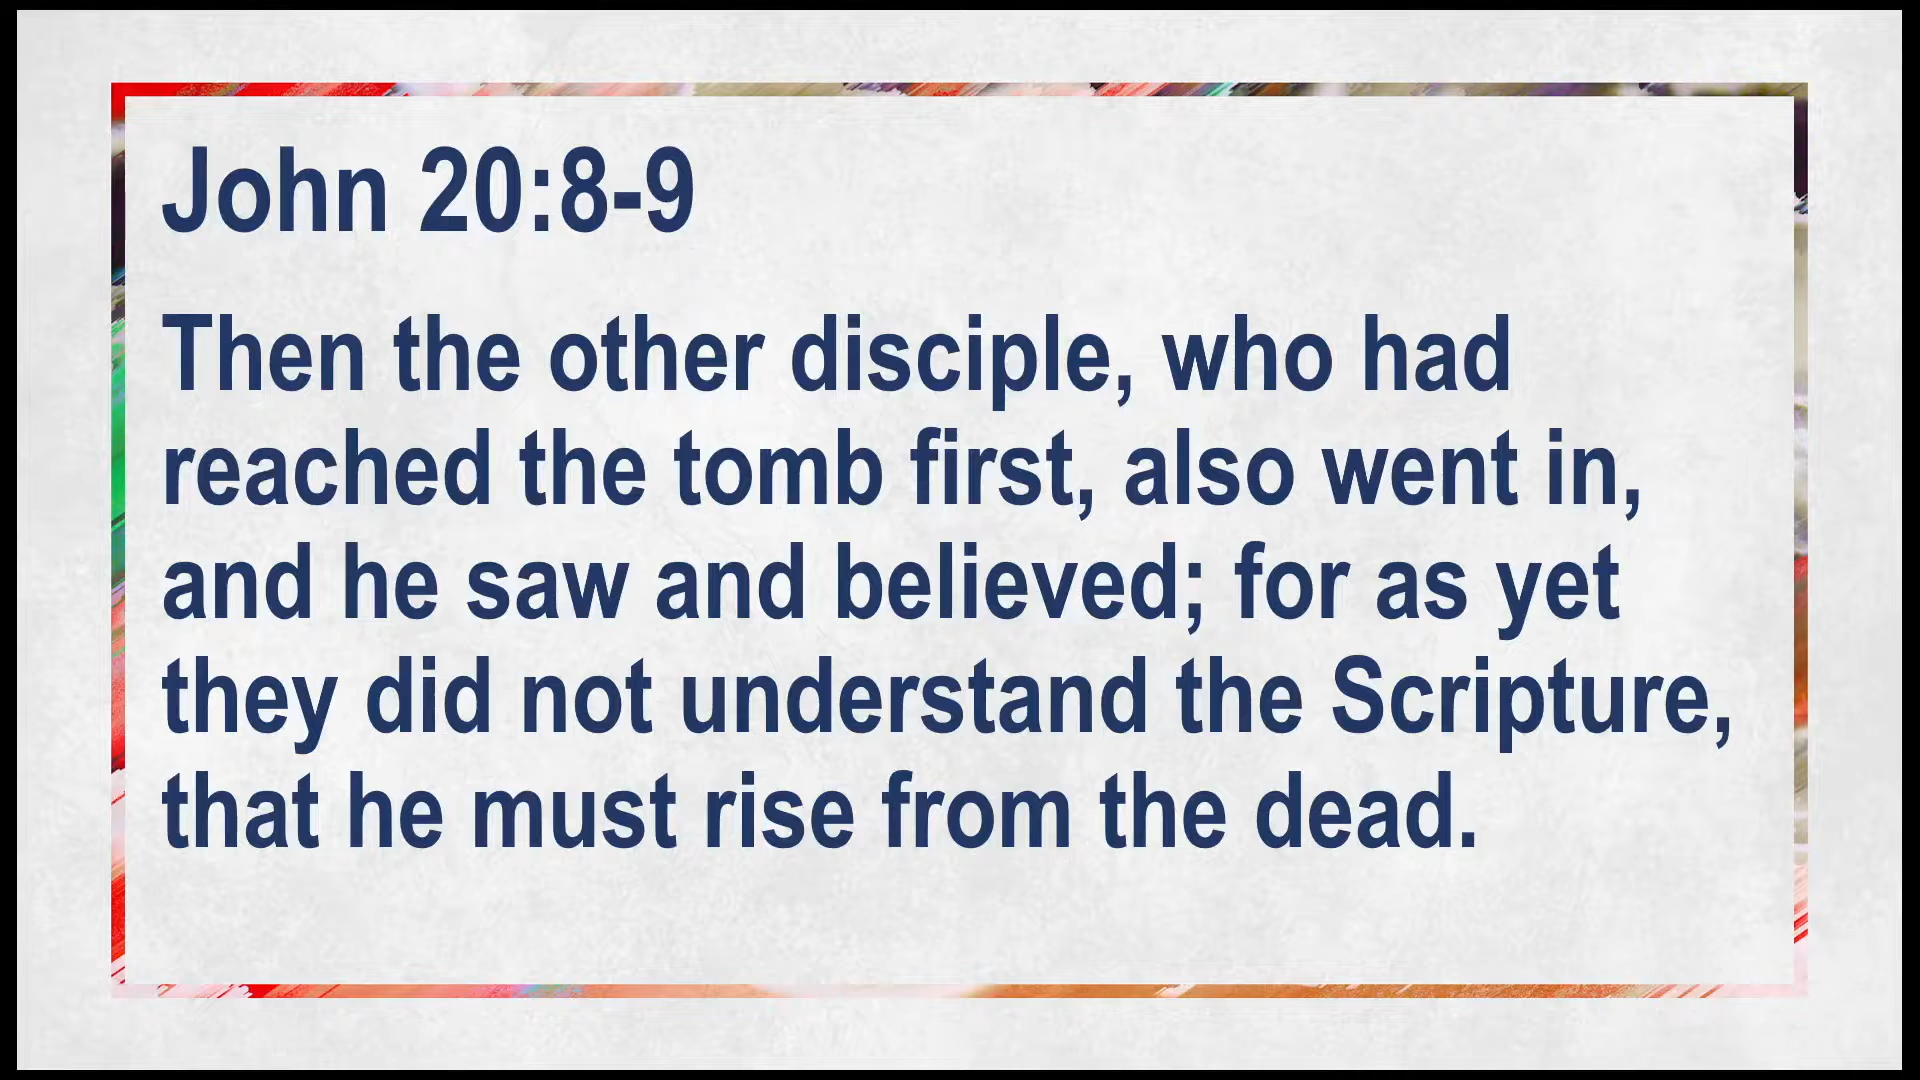 John 20:8-9
Then the other disciple, who had
reached the tomb first, also went in,
and he saw and believed; for as yet
they did not understand the Scripture,
that he must rise from the dead.